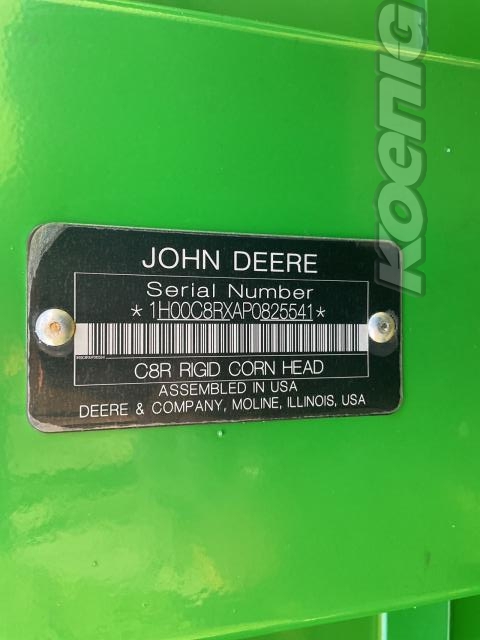 KOENIG
JOHN DEERE
Serial Number
*1H00C8RXAP0825541*
C8R RIGID CORN HEAD
ASSEMBLED IN USA
DEERE & COMPANY, MOLINE, ILLINOIS, USA